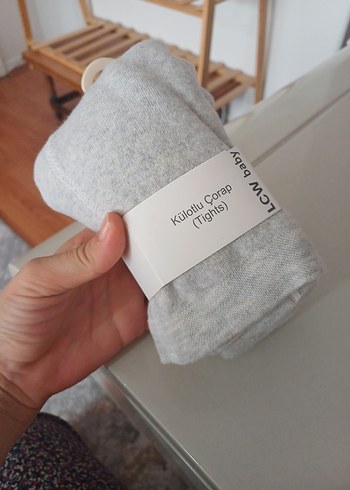 Külotlu Çorap
(Tights)
LCW baby